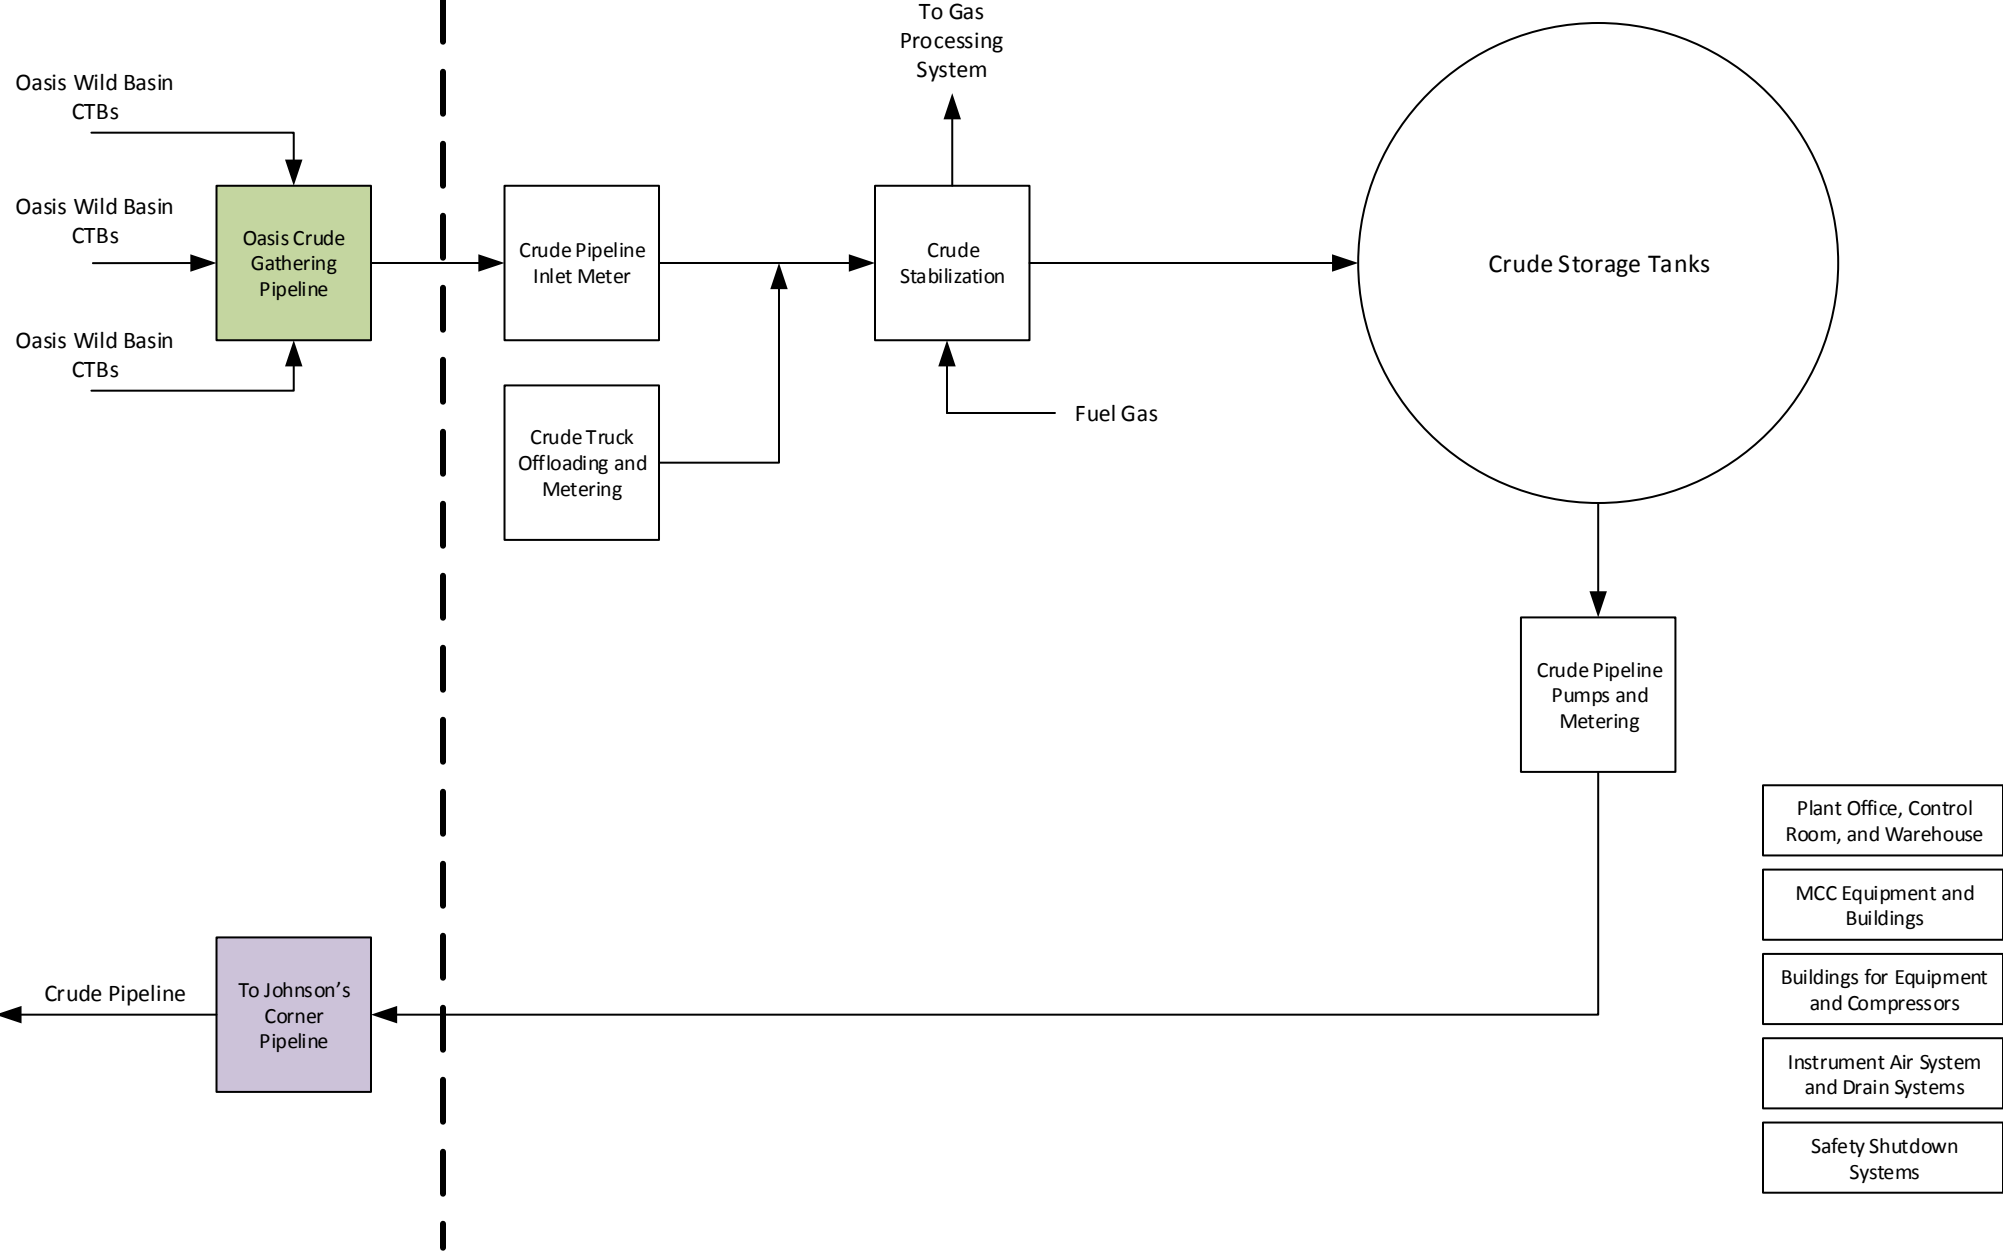 To Gas
Processing
System
Oasis Wild Basin
CTBs
Oasis Wild Basin
CTBs
Oasis Wild Basin
CTBs
Oasis Crude
Gathering
Pipeline
Crude Pipeline
Inlet Meter
Crude
Stabilization
Crude Storage Tanks
Fuel Gas
Crude Truck
Offloading and
Metering
Crude Pipeline
Pumps and
Metering
Plant Office, Control
Room, and Warehouse
MCC Equipment and
Buildings
Buildings for Equipment
and Compressors
Instrument Air System
and Drain Systems
Safety Shutdown
Systems
Crude Pipeline
To Johnson’s
Corner
Pipeline